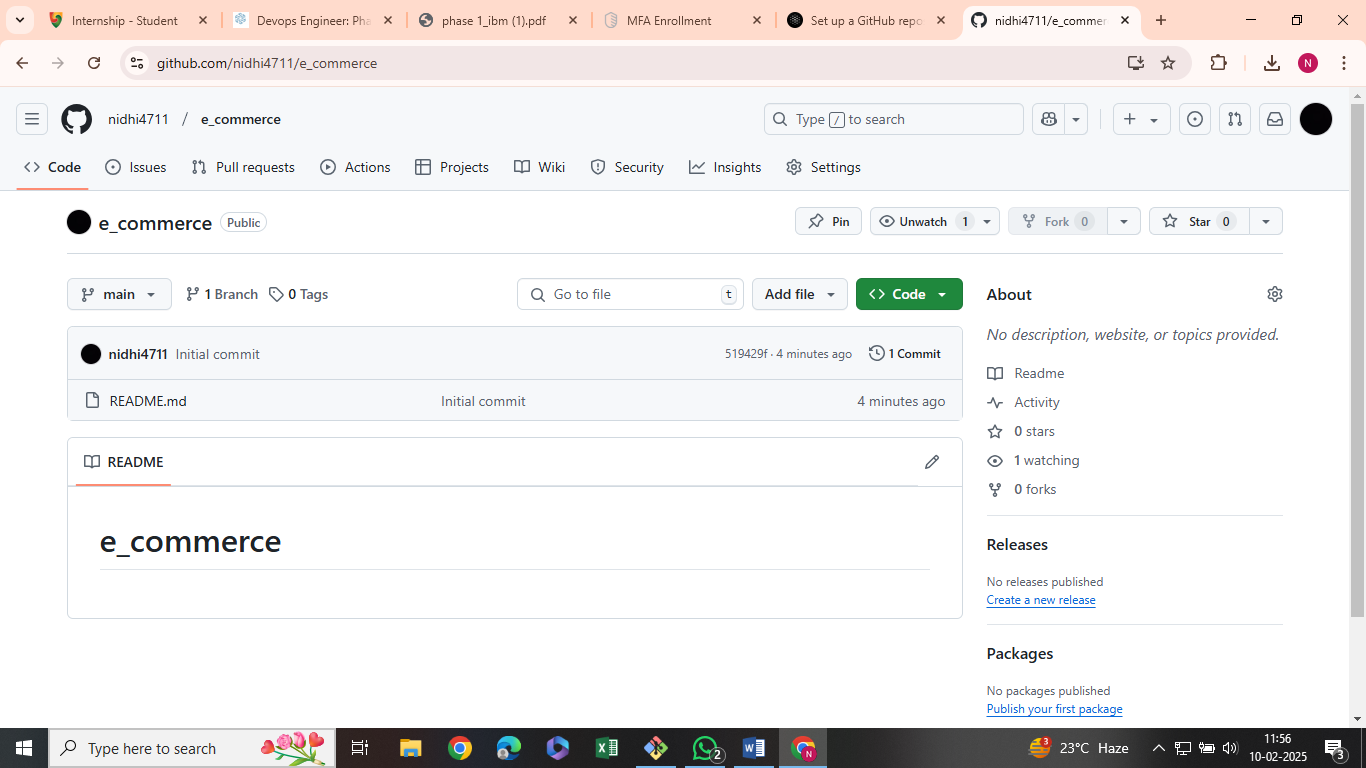 Internship - Student
Devops Engineer: Pha
phase 1_ibm (1).pdf
MFA Enrollment
Set up a GitHub repo
nidhi4711/e_commer
github.com/nidhi4711/e_commerce
N
nidhi4711 / e_commerce
Type / to search
Code Issues Pull requests Actions Projects Wiki Security Insights Settings
e_commerce Public
Pin Unwatch 1 Fork 0 Star 0
main 1 Branch 0 Tags
Go to file t Add file Code
nidhi4711 Initial commit 519429f · 4 minutes ago 1 Commit
README.md Initial commit 4 minutes ago
README
e_commerce
About
No description, website, or topics provided.
Readme
Activity
0 stars
1 watching
0 forks
Releases
No releases published
Create a new release
Packages
No packages published
Publish your first package
Type here to search
2
N
3
23°C Haze
11:56
10-02-2025
3